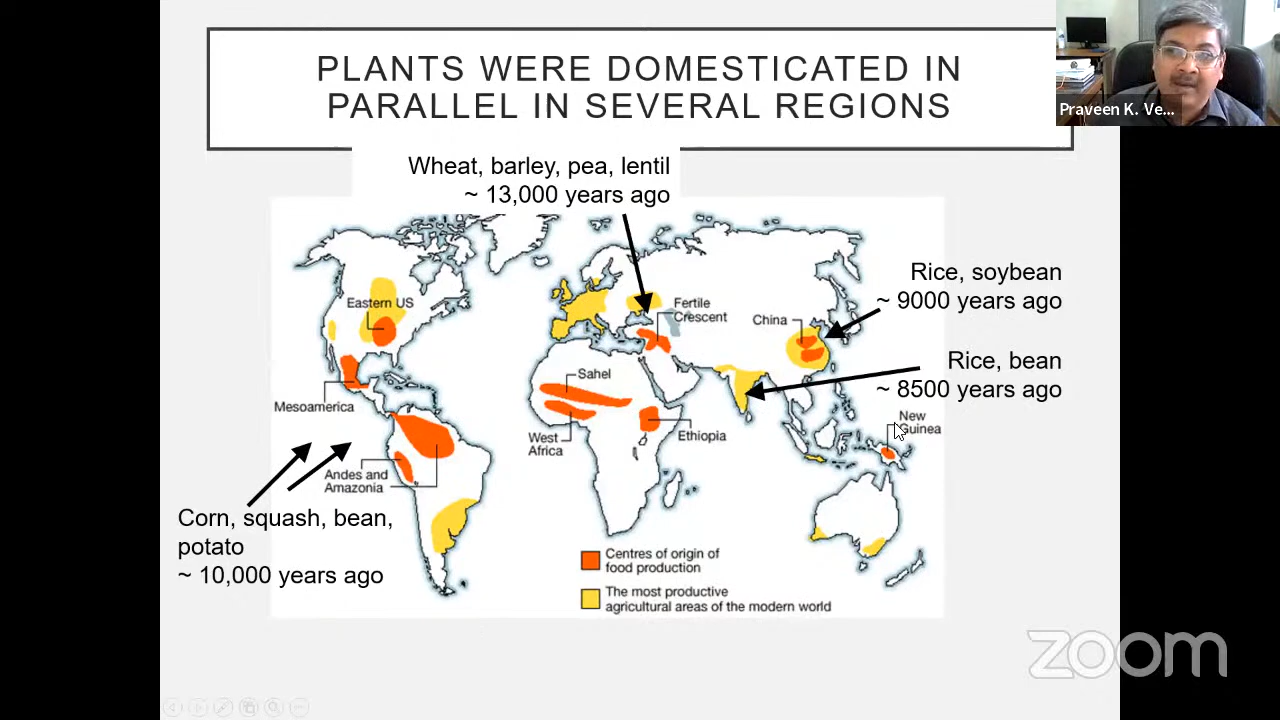 PLANTS WERE DOMESTICATED IN
PARALLEL IN SEVERAL REGIONS
Praveen K. Ve...
Wheat, barley, pea, lentil
~ 13,000 years ago
Rice, soybean
~ 9000 years ago
Rice, bean
~ 8500 years ago
Eastern US
Fertile
Crescent
China
Sahel
Mesoamerica
New
Guinea
West
Africa
Ethiopia
Andes and
Amazonia
Corn, squash, bean,
potato
~ 10,000 years ago
Centres of origin of
food production
The most productive
agricultural areas of the modern world
zoom